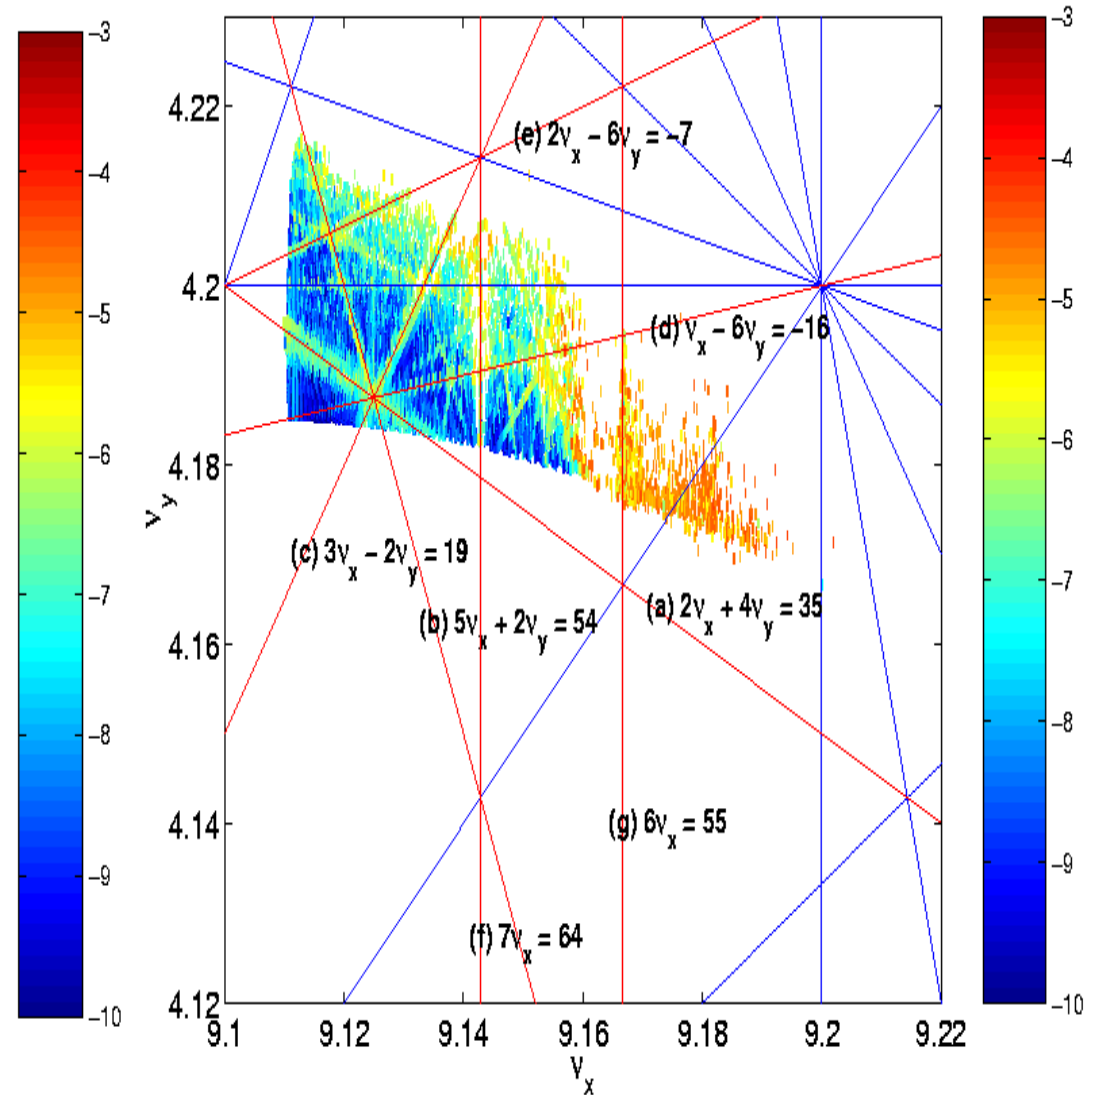 −3
−4
−5
−6
−7
−8
−9
−10
4.22
4.2
4.18
4.16
4.14
4.12
ν_y
(e) 2ν_x − 6ν_y = −7
(d) ν_x − 6ν_y = −16
(c) 3ν_x − 2ν_y = 19
(b) 5ν_x + 2ν_y = 54
(a) 2ν_x + 4ν_y = 35
(g) 6ν_x = 55
(f) 7ν_x = 64
9.1 9.12 9.14 9.16 9.18 9.2 9.22
ν_x
−3
−4
−5
−6
−7
−8
−9
−10